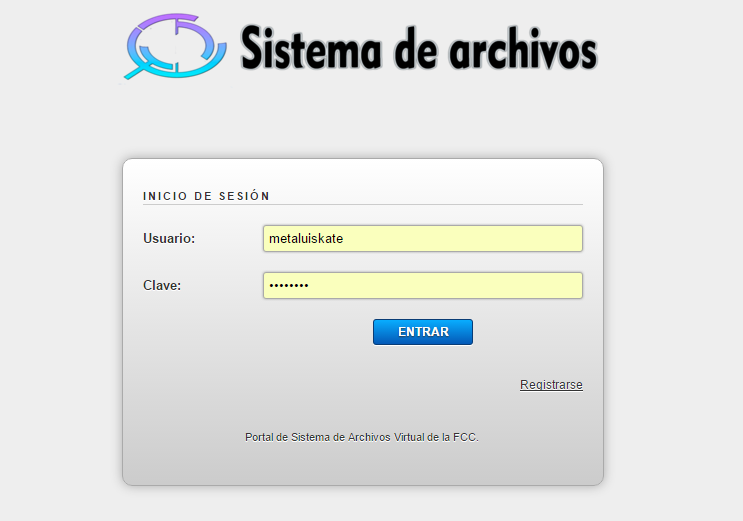 Sistema de archivos
INICIO DE SESIÓN
Usuario: metaluiskate
Clave: ••••••••
ENTRAR
Registrarse
Portal de Sistema de Archivos Virtual de la FCC.